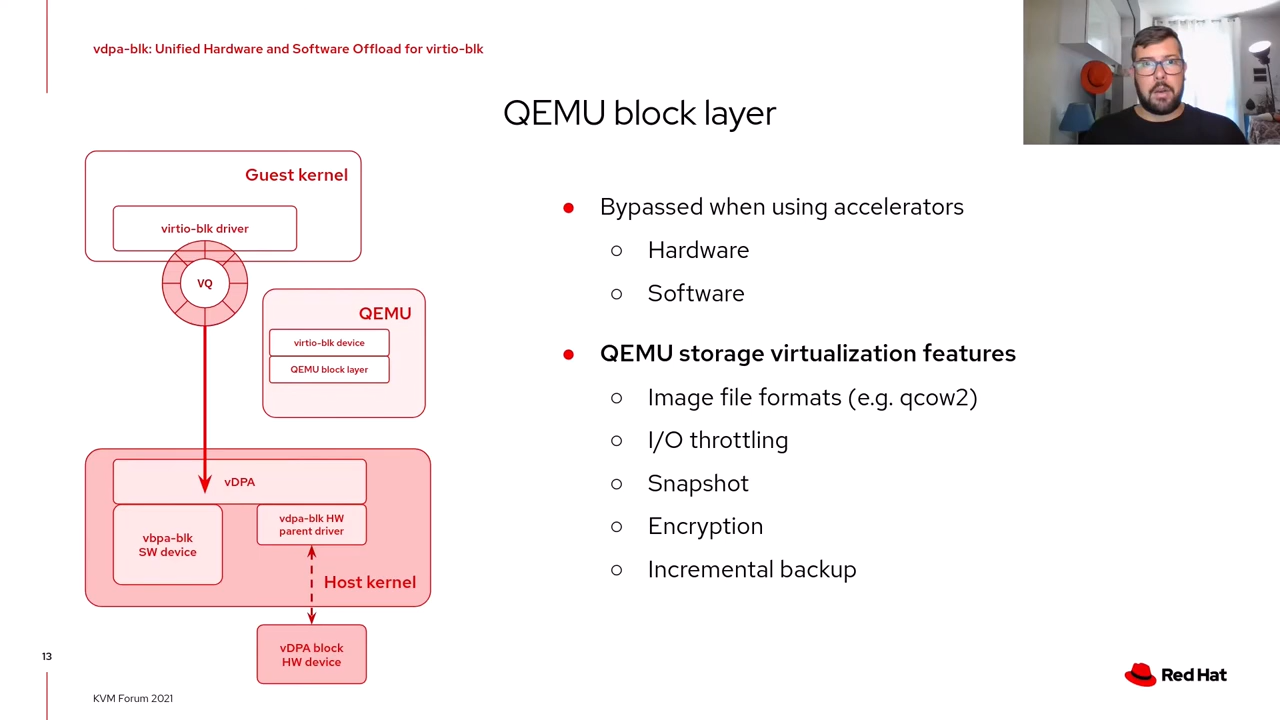 vdpa-blk: Unified Hardware and Software Offload for virtio-blk
QEMU block layer
Guest kernel
virtio-blk driver
VQ
QEMU
virtio-blk device
QEMU block layer
vDPA
vbpa-blk
SW device
vdpa-blk HW
parent driver
Host kernel
vDPA block
HW device
Bypassed when using accelerators
Hardware
Software
QEMU storage virtualization features
Image file formats (e.g. qcow2)
I/O throttling
Snapshot
Encryption
Incremental backup
13
KVM Forum 2021
Red Hat